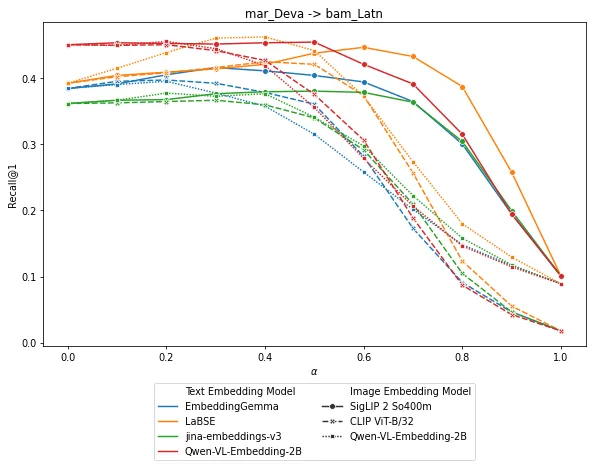 mar_Deva -> bam_Latn
Recall@1
0.4
0.3
0.2
0.1
0.0
0.0 0.2 0.4 0.6 0.8 1.0
α
Text Embedding Model Image Embedding Model
EmbeddingGemma SigLIP 2 So400m
LaBSE CLIP ViT-B/32
jina-embeddings-v3 Qwen-VL-Embedding-2B
Qwen-VL-Embedding-2B